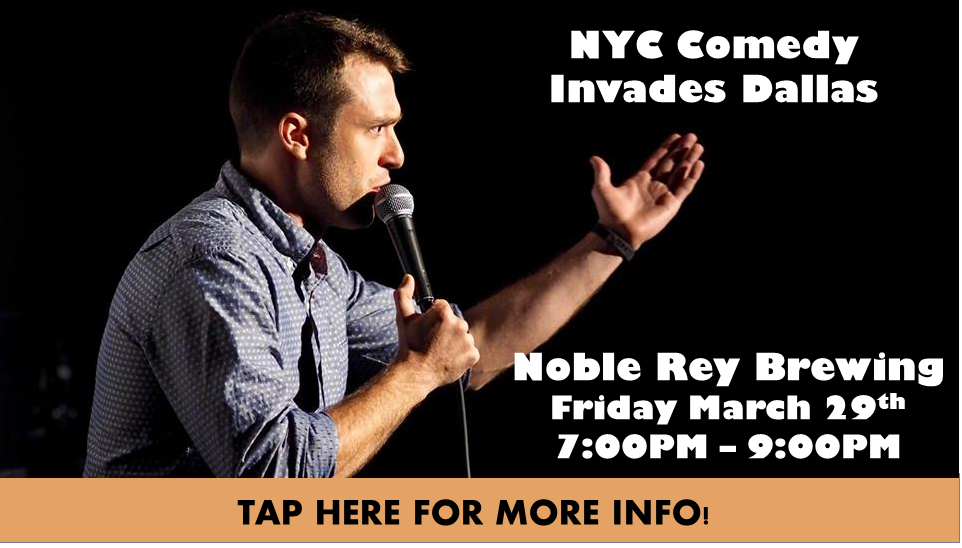 NYC Comedy
Invades Dallas
Noble Rey Brewing
Friday March 29th
7:00PM – 9:00PM
TAP HERE FOR MORE INFO!